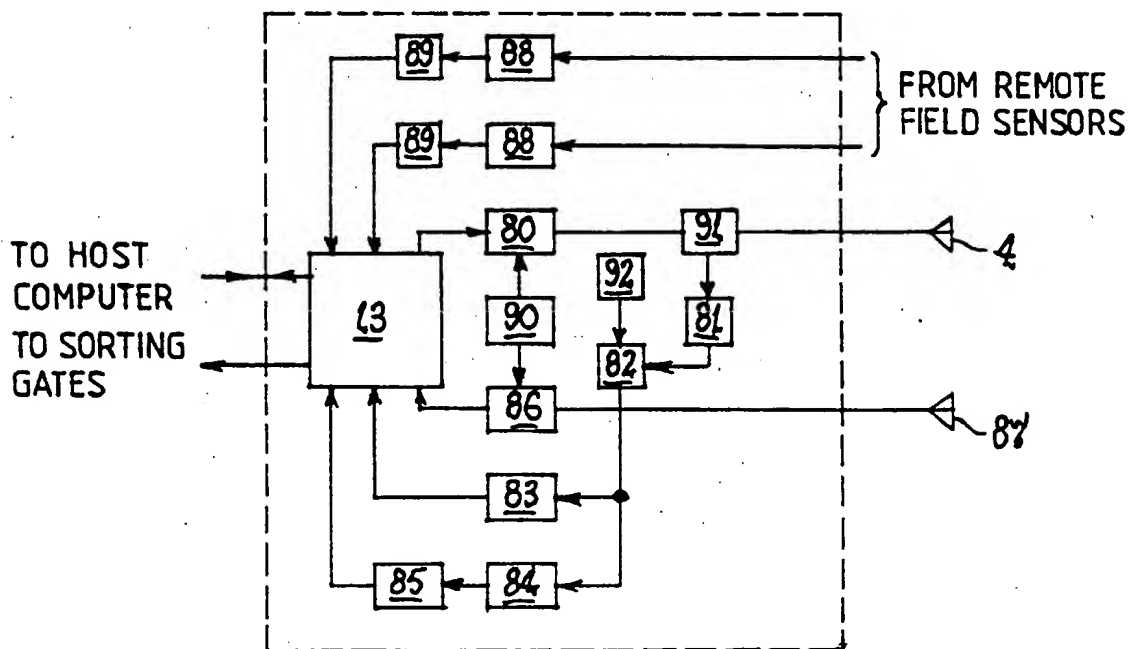 89 88
FROM REMOTE
FIELD SENSORS
89 88
80 91
4
TO HOST
COMPUTER
92
13 90 81
TO SORTING
GATES
82
86
87
83
85 84